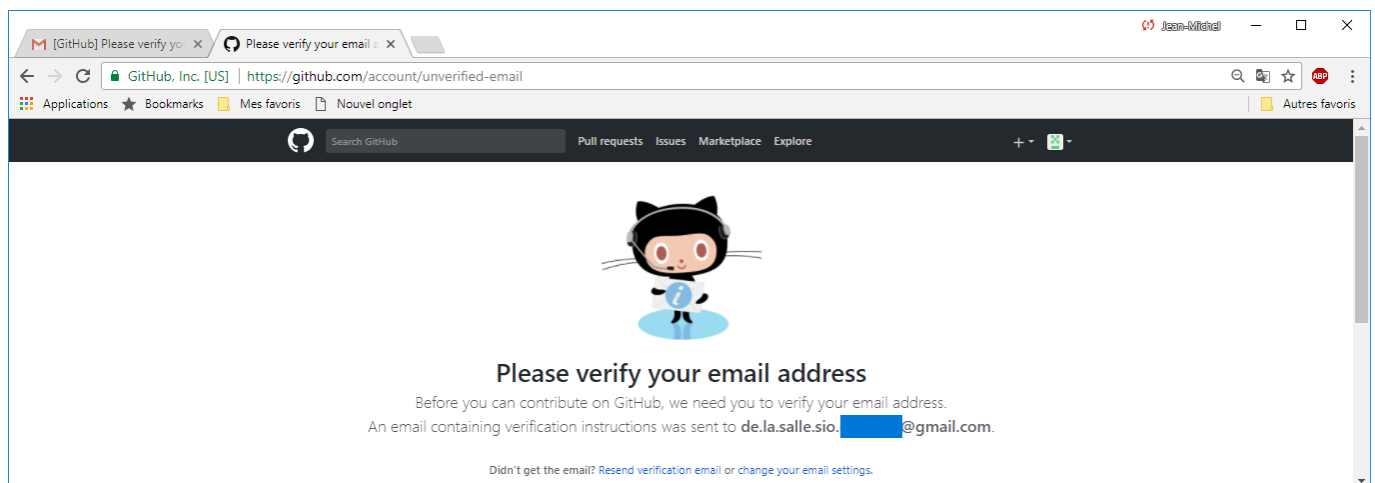 Jean-Michel
[GitHub] Please verify yo
Please verify your email a
GitHub, Inc. [US] https://github.com/account/unverified-email
ABP
Applications Bookmarks Mes favoris Nouvel onglet Autres favoris
Search GitHub Pull requests Issues Marketplace Explore
i
Please verify your email address
Before you can contribute on GitHub, we need you to verify your email address.
An email containing verification instructions was sent to de.la.salle.sio. @gmail.com.
Didn't get the email? Resend verification email or change your email settings.